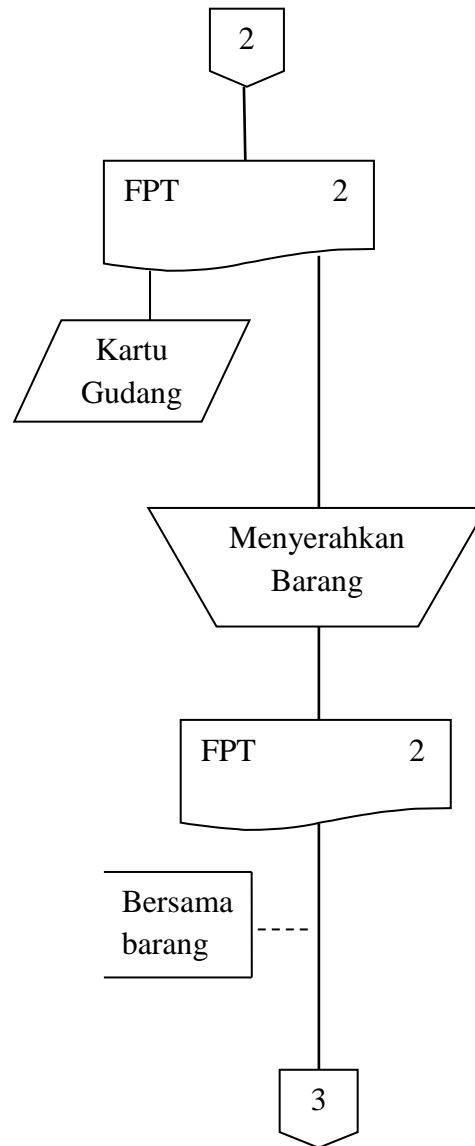 2
FPT 2
Kartu
Gudang
Menyerahkan
Barang
FPT 2
Bersama
barang
3